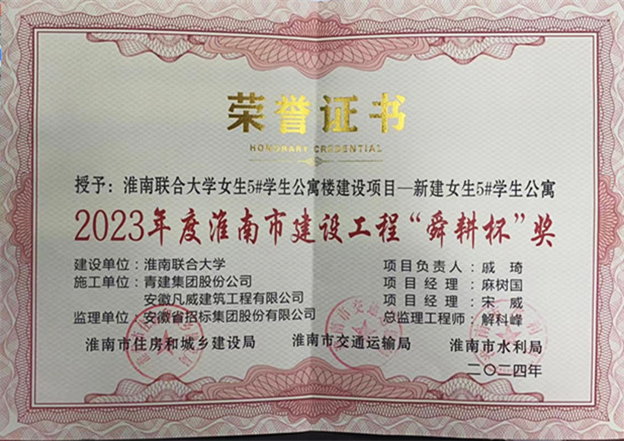 荣誉证书
HONORARY CREDENTIAL
授予：淮南联合大学女生5#学生公寓楼建设项目—新建女生5#学生公寓
2023年度淮南市建设工程“舜耕杯”奖
建设单位：淮南联合大学 项目负责人：戚 琦
施工单位：青建集团股份公司 项目经理：麻树国
安徽凡威建筑工程有限公司 项目经理：宋 威
监理单位：安徽省招标集团股份有限公司 总监理工程师：解科峰
淮南市住房和城乡建设局 淮南市交通运输局 淮南市水利局
二〇二四年